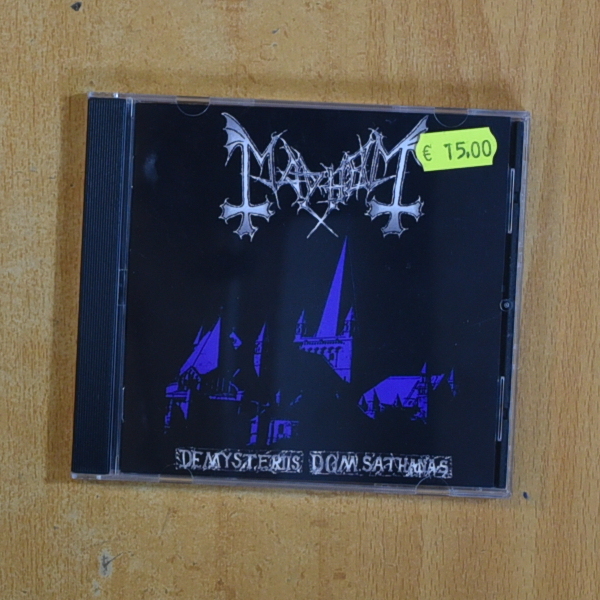 MAYHEM
€ 15,00
DE MYSTERIIS DOM. SATHANAS